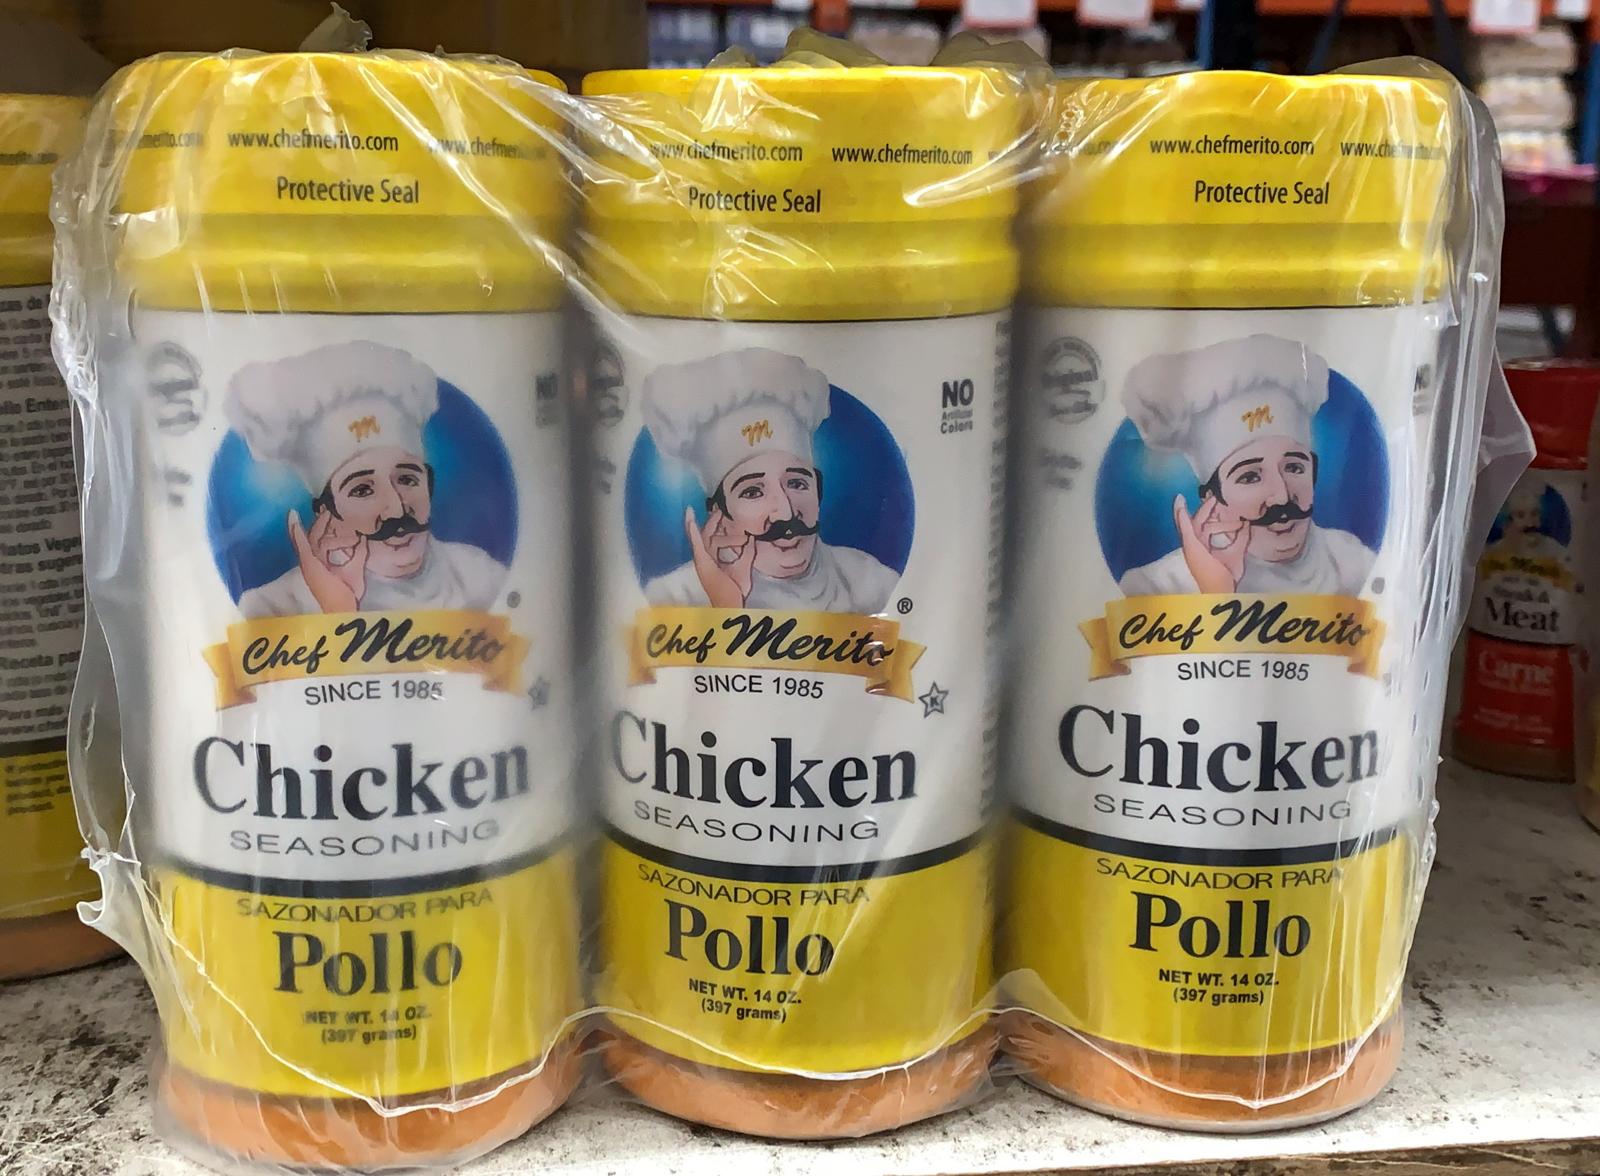 www.chefmerito.com
Protective Seal
M
Chef Merito
SINCE 1985
Chicken
SEASONING
SAZONADOR PARA
Pollo
NET WT. 14 OZ.
(397 grams)
NO
www.chefmerito.com www.chefmerito.com
Protective Seal
NO
Artificial
Colors
M
®
Chef Merito
SINCE 1985
K
Chicken
SEASONING
SAZONADOR PARA
Pollo
NET WT. 14 OZ.
(397 grams)
www.chefmerito.com
Protective Seal
M
Chef Merito
SINCE 1985
Chicken
SEASONING
SAZONADOR PARA
Pollo
NET WT. 14 OZ.
(397 grams)
Steak &
Meat
Carne